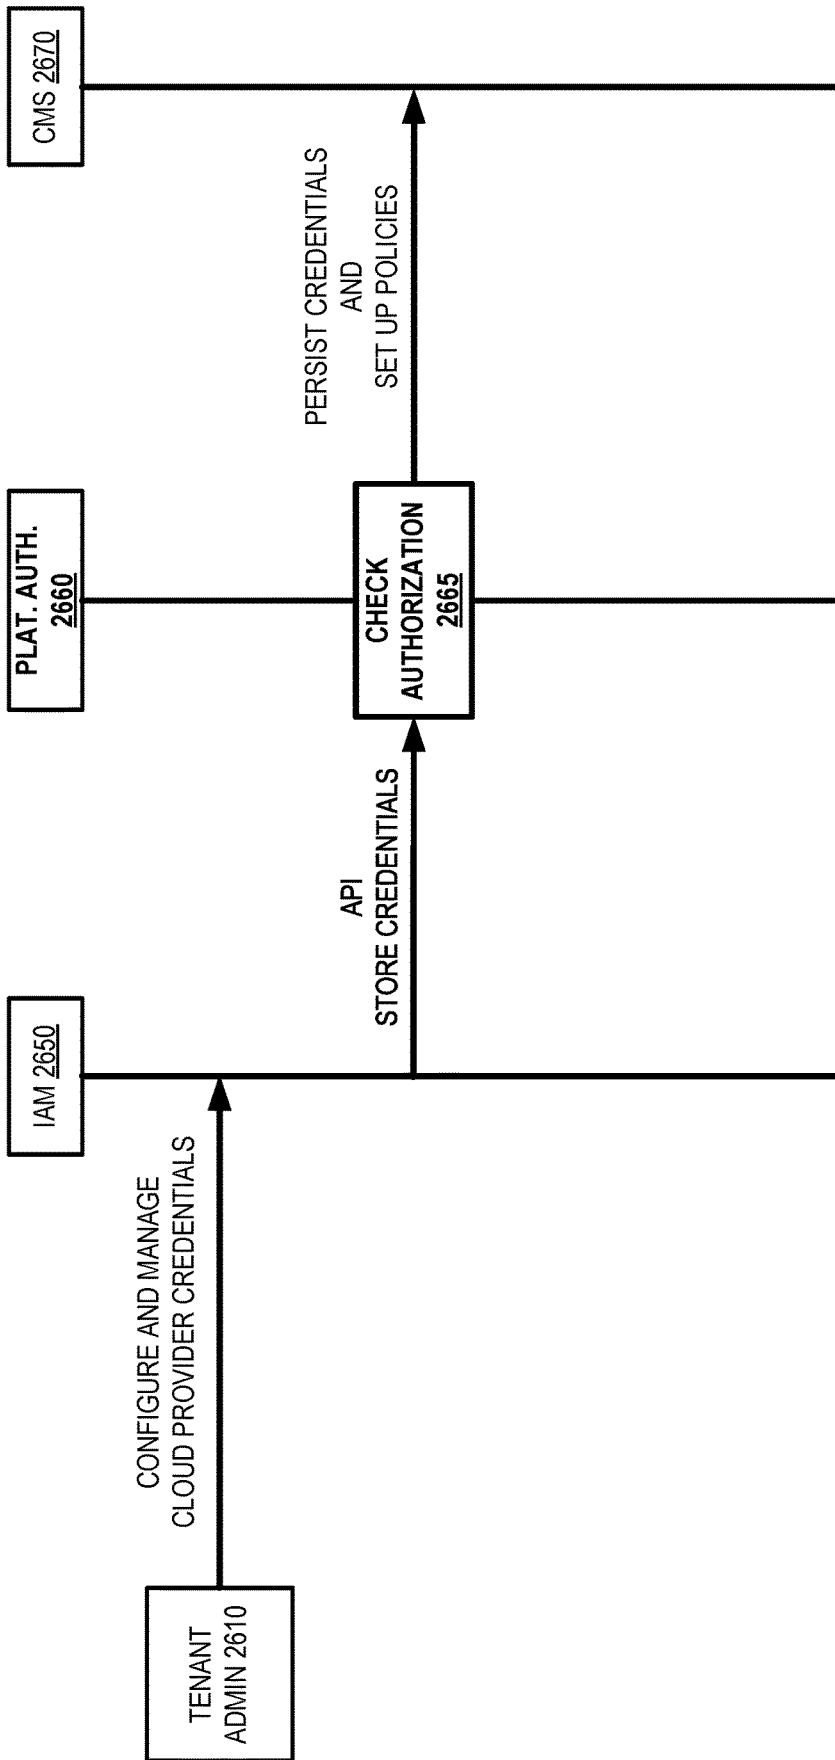 TENANT
ADMIN 2610
CONFIGURE AND MANAGE
CLOUD PROVIDER CREDENTIALS
IAM 2650
API
STORE CREDENTIALS
PLAT. AUTH.
2660
CHECK
AUTHORIZATION
2665
PERSIST CREDENTIALS
AND
SET UP POLICIES
CMS 2670